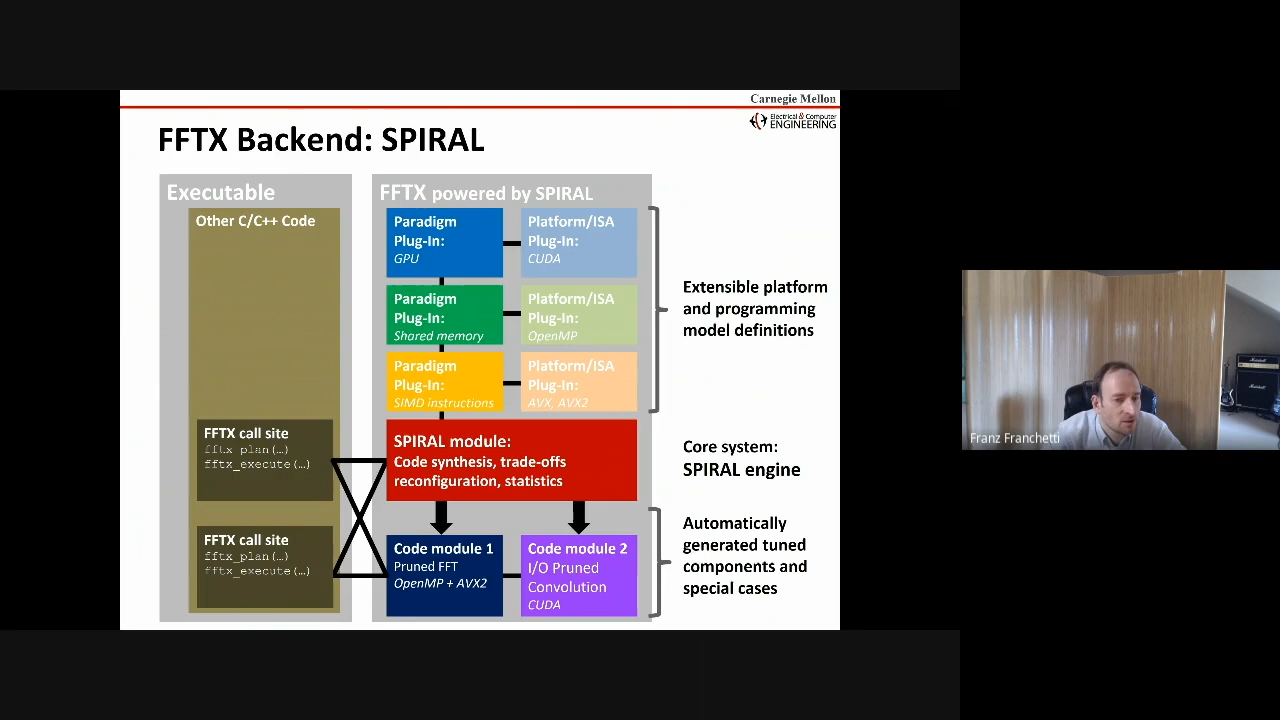 Carnegie Mellon
Electrical & Computer
ENGINEERING
FFTX Backend: SPIRAL
Executable
Other C/C++ Code
FFTX call site
fftx_plan(…)
fftx_execute(…)
FFTX call site
fftx_plan(…)
fftx_execute(…)
FFTX powered by SPIRAL
Paradigm
Plug-In:
GPU
Platform/ISA
Plug-In:
CUDA
Paradigm
Plug-In:
Shared memory
Platform/ISA
Plug-In:
OpenMP
Paradigm
Plug-In:
SIMD instructions
Platform/ISA
Plug-In:
AVX, AVX2
SPIRAL module:
Code synthesis, trade-offs
reconfiguration, statistics
Code module 1
Pruned FFT
OpenMP + AVX2
Code module 2
I/O Pruned
Convolution
CUDA
Extensible platform
and programming
model definitions
Core system:
SPIRAL engine
Automatically
generated tuned
components and
special cases
Franz Franchetti